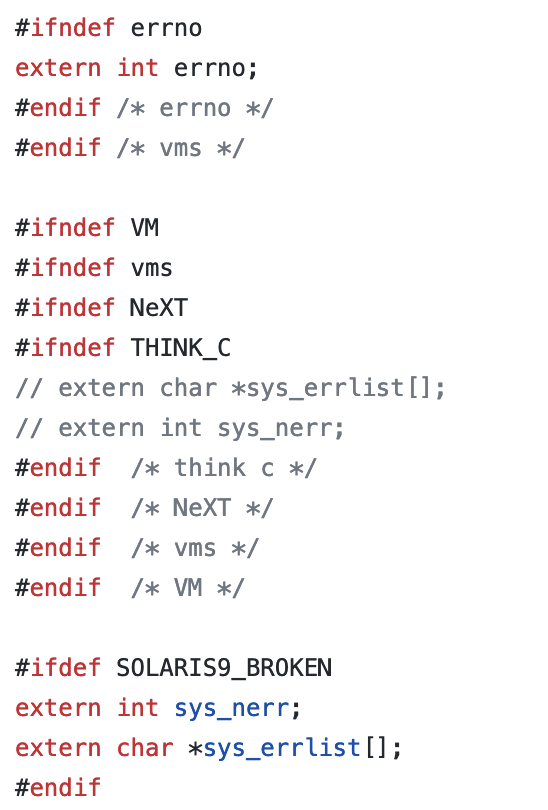 #ifndef errno
extern int errno;
#endif /* errno */
#endif /* vms */
#ifndef VM
#ifndef vms
#ifndef NeXT
#ifndef THINK_C
// extern char *sys_errlist[];
// extern int sys_nerr;
#endif  /* think c */
#endif  /* NeXT */
#endif  /* vms */
#endif  /* VM */
#ifdef SOLARIS9_BROKEN
extern int sys_nerr;
extern char *sys_errlist[];
#endif